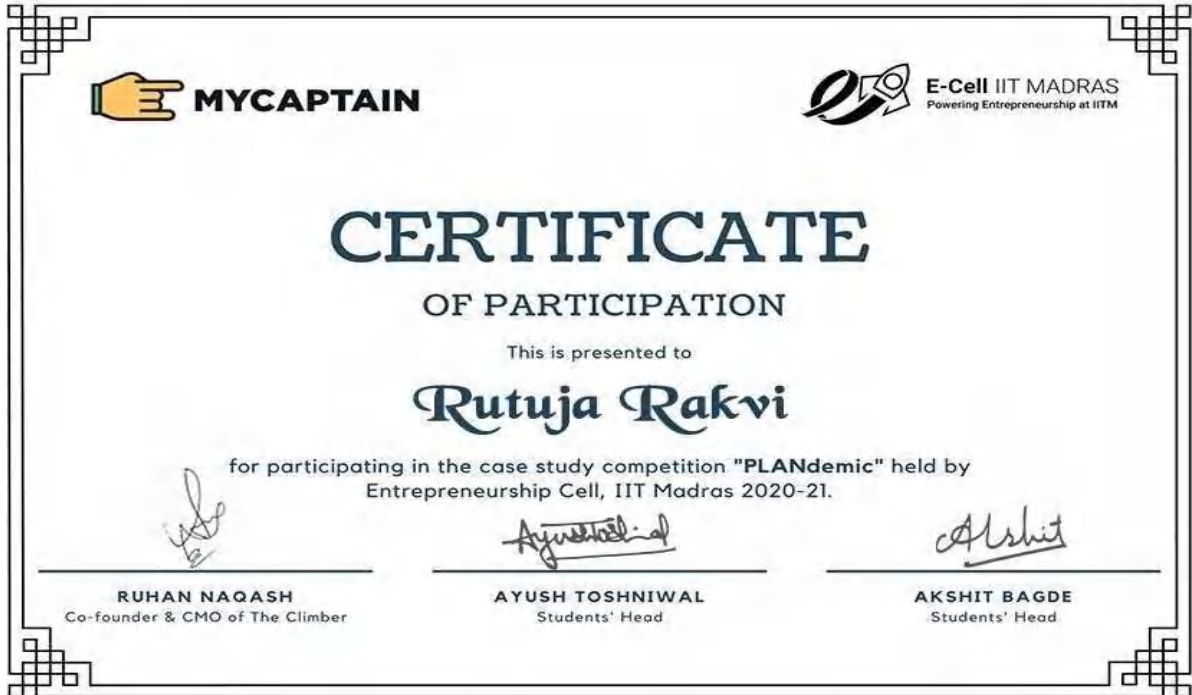 MYCAPTAIN
E-Cell IIT MADRAS
Powering Entrepreneurship at IITM
CERTIFICATE
OF PARTICIPATION
This is presented to
Rutuja Rakvi
for participating in the case study competition "PLANdemic" held by
Entrepreneurship Cell, IIT Madras 2020-21.
Akshit
RUHAN NAQASH
Co-founder & CMO of The Climber
AYUSH TOSHNIWAL
Students' Head
AKSHIT BAGDE
Students' Head